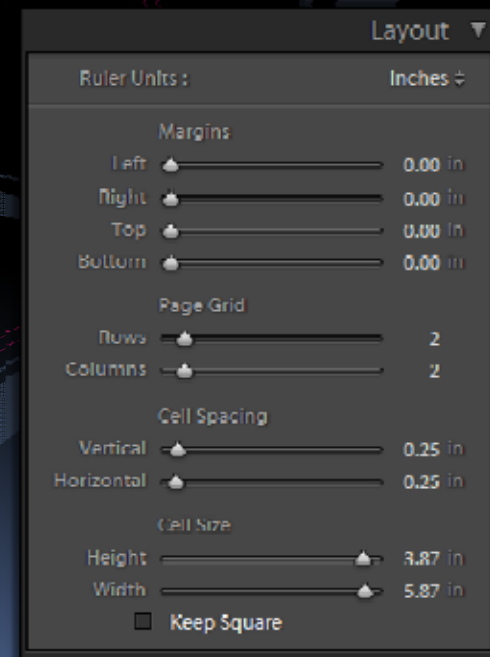 Layout
Ruler Units : Inches
Margins
Left 0.00 in
Right 0.00 in
Top 0.00 in
Bottom 0.00 in
Page Grid
Rows 2
Columns 2
Cell Spacing
Vertical 0.25 in
Horizontal 0.25 in
Cell Size
Height 3.87 in
Width 5.87 in
Keep Square